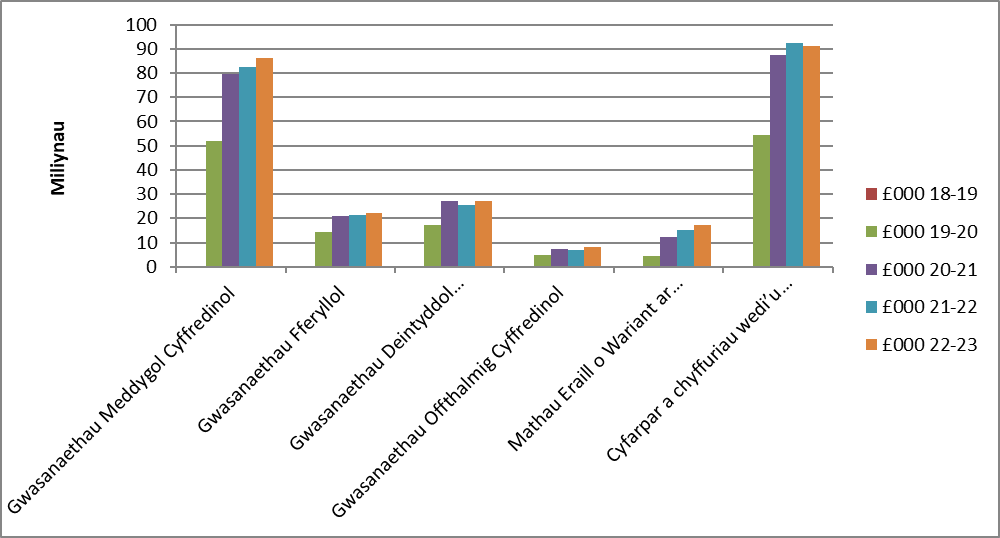 100
90
80
70
60
50
40
30
20
10
0
Miliynau
Gwasanaethau Meddygol Cyffredinol
Gwasanaethau Fferyllol
Gwasanaethau Deintyddol...
Gwasanaethau Offthalmig Cyffredinol
Mathau Eraill o Wariant ar...
Cyfarpar a chyffuriau wedi’u...
£000 18-19
£000 19-20
£000 20-21
£000 21-22
£000 22-23